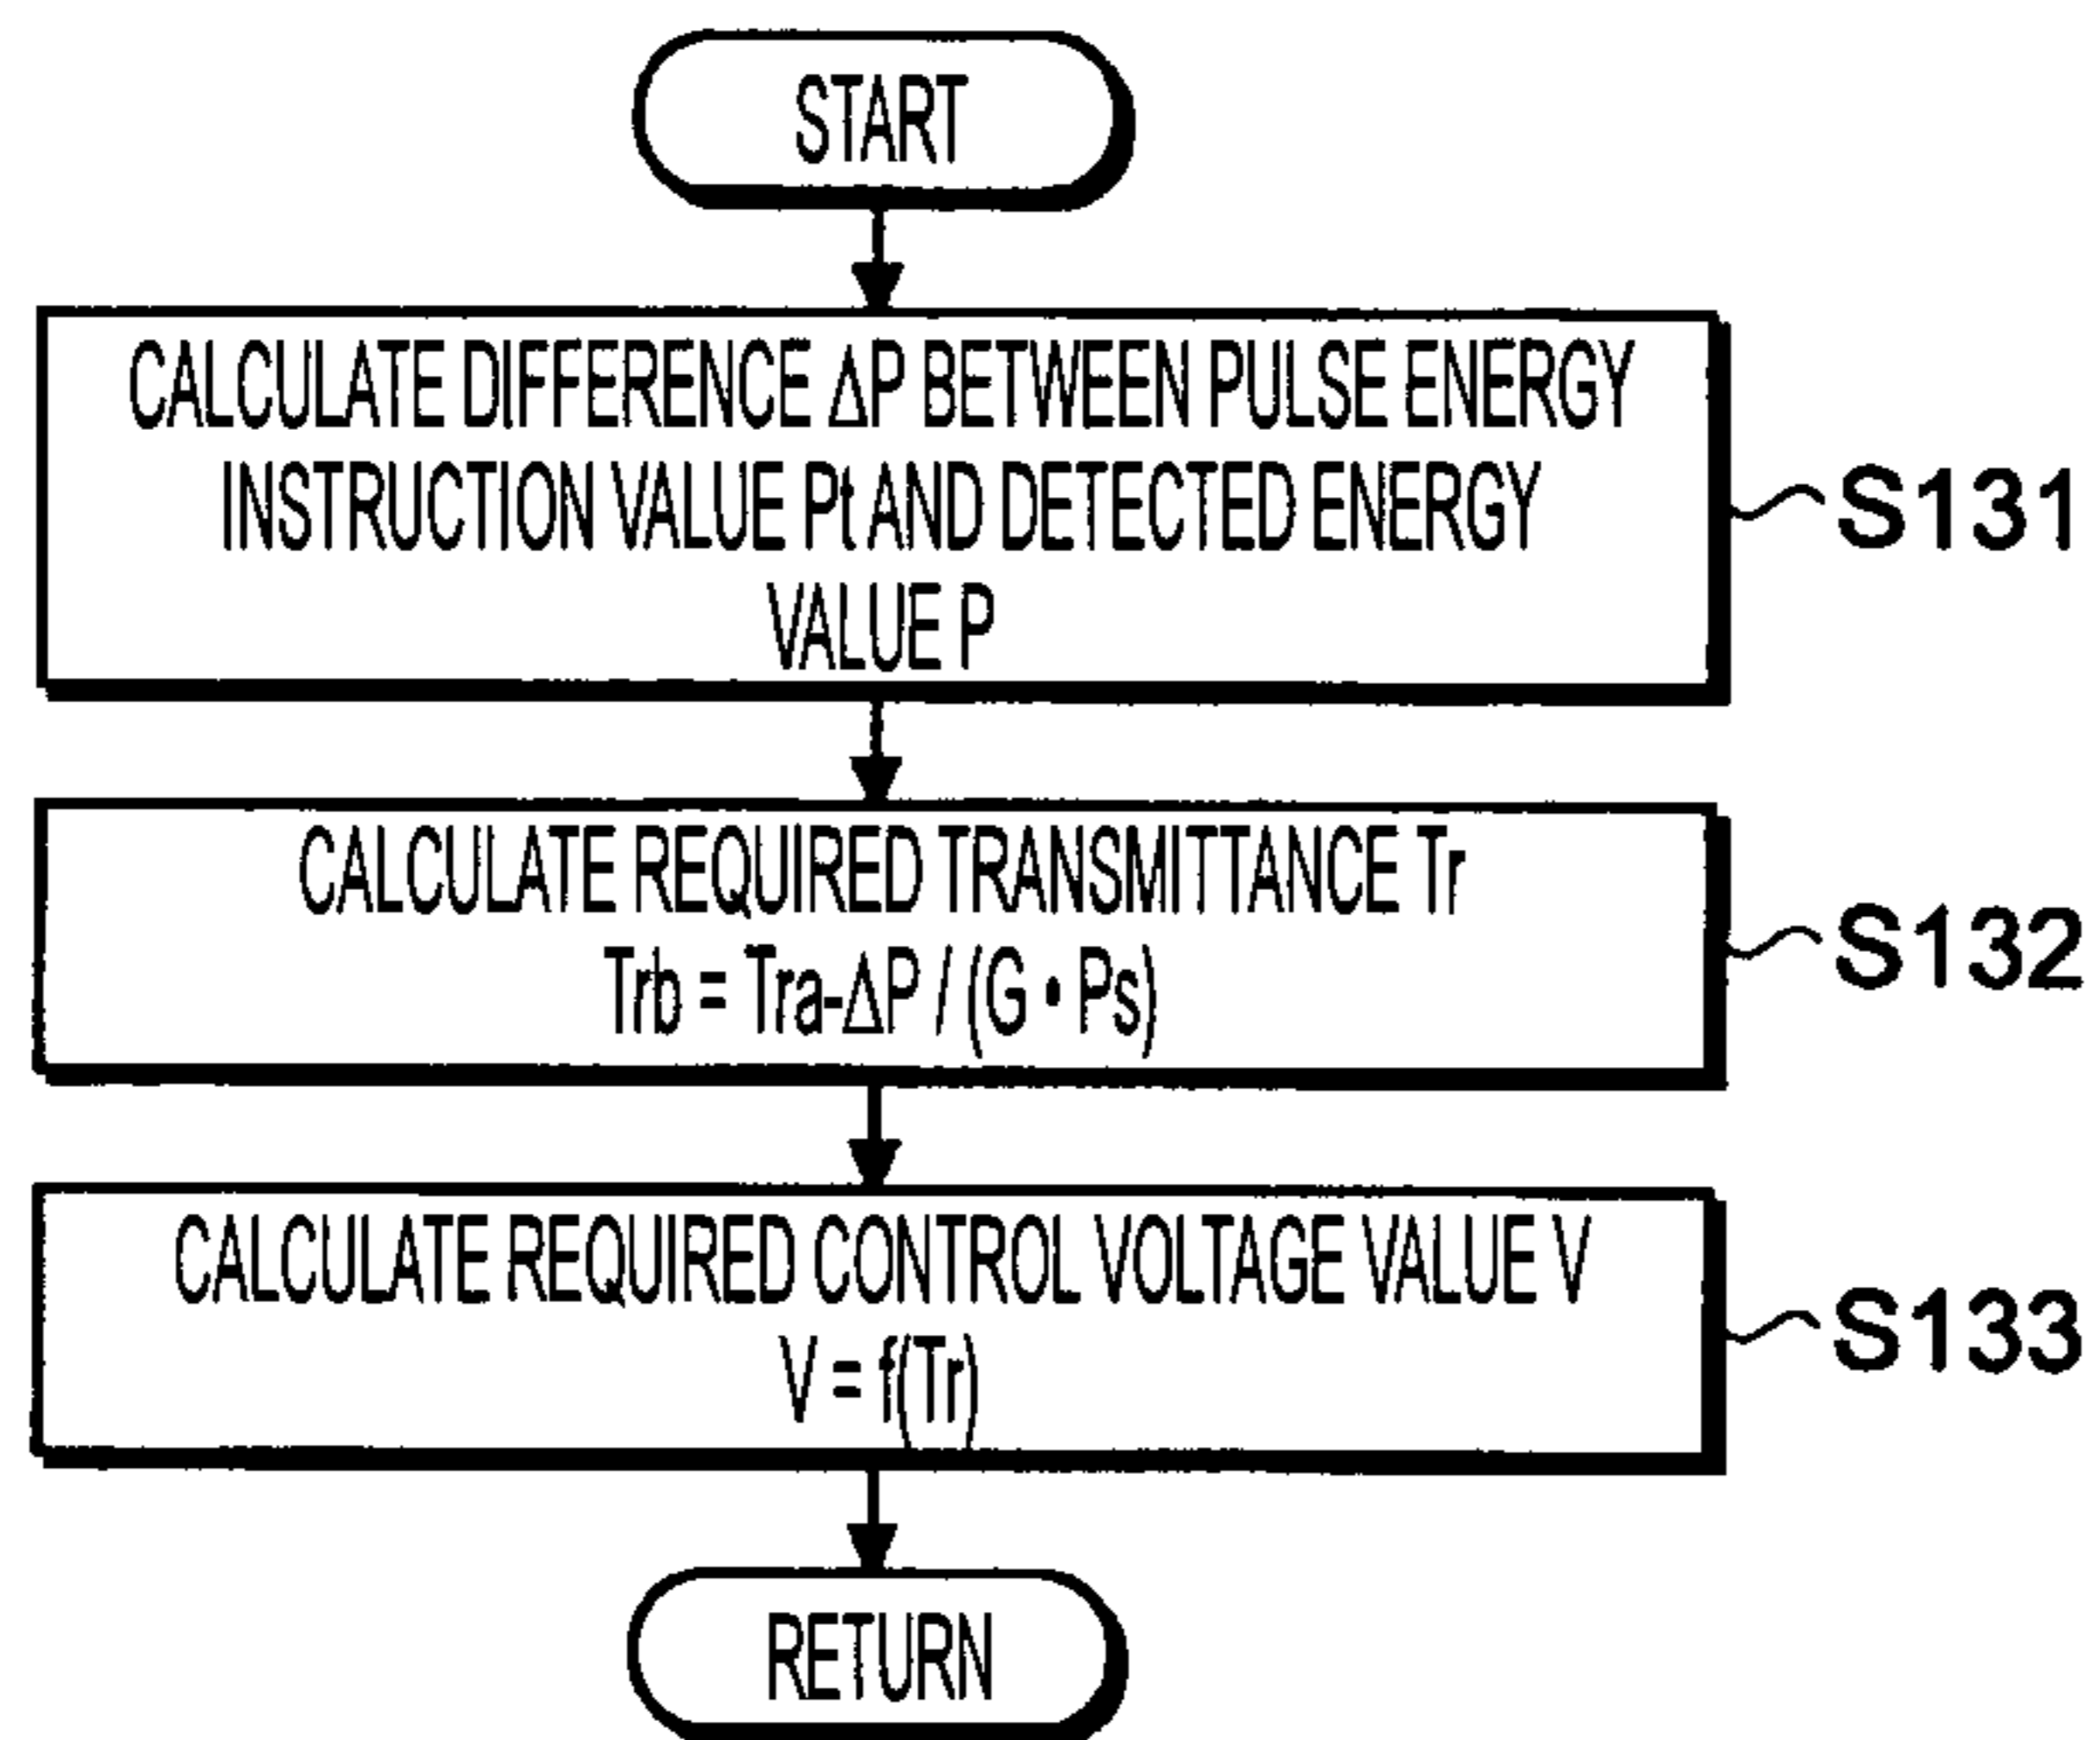 START
CALCULATE DIFFERENCE ΔP BETWEEN PULSE ENERGY
INSTRUCTION VALUE Pt AND DETECTED ENERGY
VALUE P
S131
CALCULATE REQUIRED TRANSMITTANCE Tr
Trb = Tra-ΔP / (G • Ps)
S132
CALCULATE REQUIRED CONTROL VOLTAGE VALUE V
V = f(Tr)
S133
RETURN